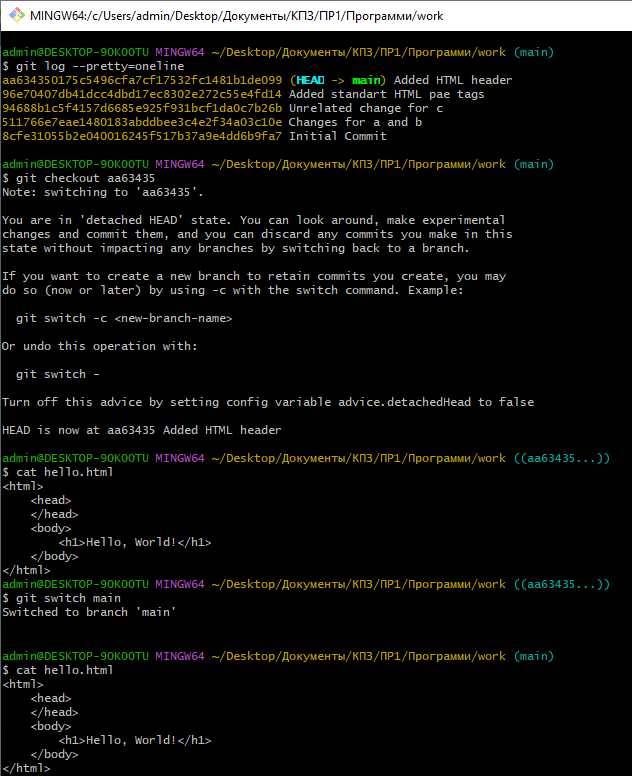 MINGW64:/c/Users/admin/Desktop/Документы/КПЗ/ПР1/Программи/work
admin@DESKTOP-9OKOOTU MINGW64 ~/Desktop/Документы/КПЗ/ПР1/Программи/work (main)
$ git log --pretty=oneline
aa634350175c5496cfa7cf17532fc1481b1de099 (HEAD -> main) Added HTML header
96e70407db41dcc4dbd17ec8302e272c55e4fd14 Added standart HTML pae tags
94688b1c5f4157d6685e925f931bcf1da0c7b26b Unrelated change for c
511766e7eae1480183abddbee3c4e2f34a03c10e Changes for a and b
8cfe31055b2e040016245f517b37a9e4dd6b9fa7 Initial Commit
admin@DESKTOP-9OKOOTU MINGW64 ~/Desktop/Документы/КПЗ/ПР1/Программи/work (main)
$ git checkout aa63435
Note: switching to 'aa63435'.
You are in 'detached HEAD' state. You can look around, make experimental
changes and commit them, and you can discard any commits you make in this
state without impacting any branches by switching back to a branch.
If you want to create a new branch to retain commits you create, you may
do so (now or later) by using -c with the switch command. Example:
git switch -c <new-branch-name>
Or undo this operation with:
git switch -
Turn off this advice by setting config variable advice.detachedHead to false
HEAD is now at aa63435 Added HTML header
admin@DESKTOP-9OKOOTU MINGW64 ~/Desktop/Документы/КПЗ/ПР1/Программи/work ((aa63435...))
$ cat hello.html
<html>
<head>
</head>
<body>
<h1>Hello, World!</h1>
</body>
</html>
admin@DESKTOP-9OKOOTU MINGW64 ~/Desktop/Документы/КПЗ/ПР1/Программи/work ((aa63435...))
$ git switch main
Switched to branch 'main'
admin@DESKTOP-9OKOOTU MINGW64 ~/Desktop/Документы/КПЗ/ПР1/Программи/work (main)
$ cat hello.html
<html>
<head>
</head>
<body>
<h1>Hello, World!</h1>
</body>
</html>